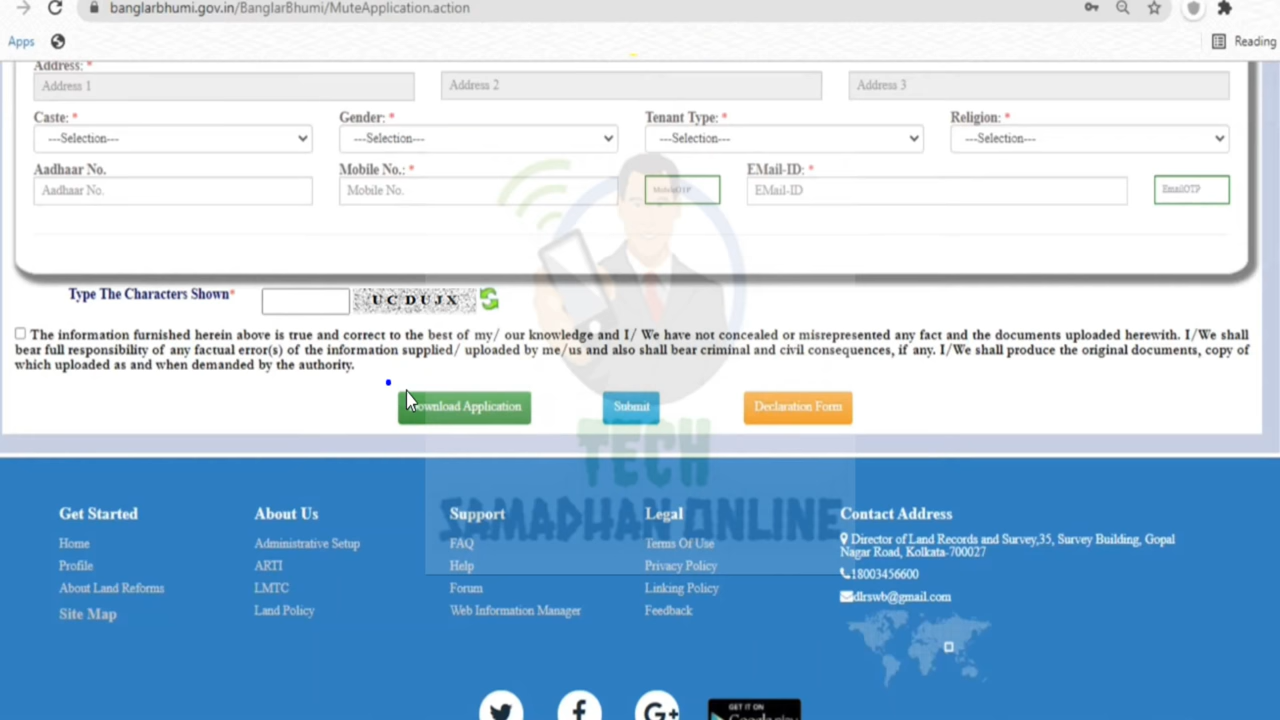 banglarbhumi.gov.in/BanglarBhumi/MuteApplication.action
Apps
Reading
Address: *
Address 1 Address 2 Address 3
Caste: * Gender: * Tenant Type: * Religion: *
---Selection--- ---Selection--- ---Selection--- ---Selection---
Aadhaar No. Mobile No.: * EMail-ID: *
Aadhaar No. Mobile No. MobileOTP EMail-ID EmailOTP
Type The Characters Shown* UCDUJX
The information furnished herein above is true and correct to the best of my/ our knowledge and I/ We have not concealed or misrepresented any fact and the documents uploaded herewith. I/We shall
bear full responsibility of any factual error(s) of the information supplied/ uploaded by me/us and also shall bear criminal and civil consequences, if any. I/We shall produce the original documents, copy of
which uploaded as and when demanded by the authority.
Download Application Submit Declaration Form
TECH
SAMADHAN ONLINE
Get Started About Us Support Legal Contact Address
Home Administrative Setup FAQ Terms Of Use Director of Land Records and Survey,35, Survey Building, Gopal
Nagar Road, Kolkata-700027
Profile ARTI Help Privacy Policy 18003456600
About Land Reforms LMTC Forum Linking Policy dlrswb@gmail.com
Site Map Land Policy Web Information Manager Feedback
GET IT ON